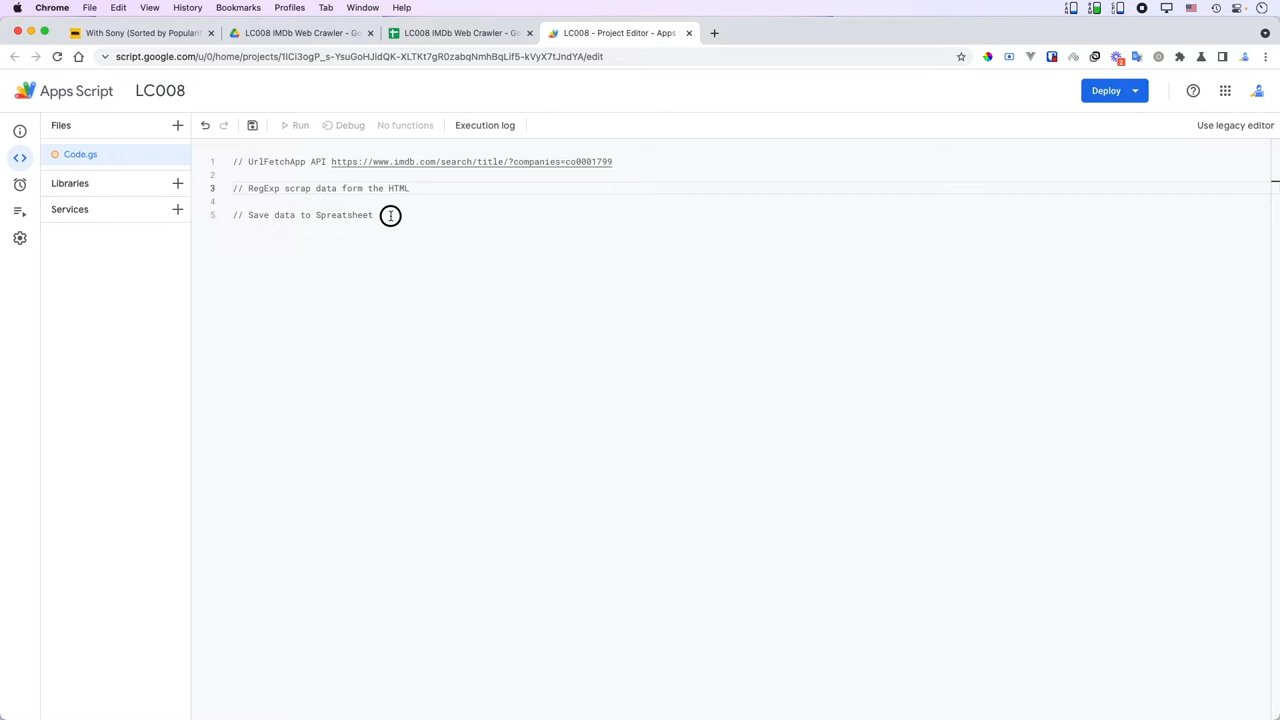 Chrome File Edit View History Bookmarks Profiles Tab Window Help
With Sony (Sorted by Populari LC008 IMDb Web Crawler - Go LC008 IMDb Web Crawler - Go LC008 - Project Editor - Apps
script.google.com/u/0/home/projects/1lCi3ogP_s-YsuGoHJidQK-XLTKt7gR0zabqNmhBqLif5-kVyX7tJndYA/edit
Apps Script LC008 Deploy
Files Run Debug No functions Execution log Use legacy editor
Code.gs
Libraries
Services
1 // UrlFetchApp API https://www.imdb.com/search/title/?companies=co0001799
2
3 // RegExp scrap data form the HTML
4
5 // Save data to Spreatsheet